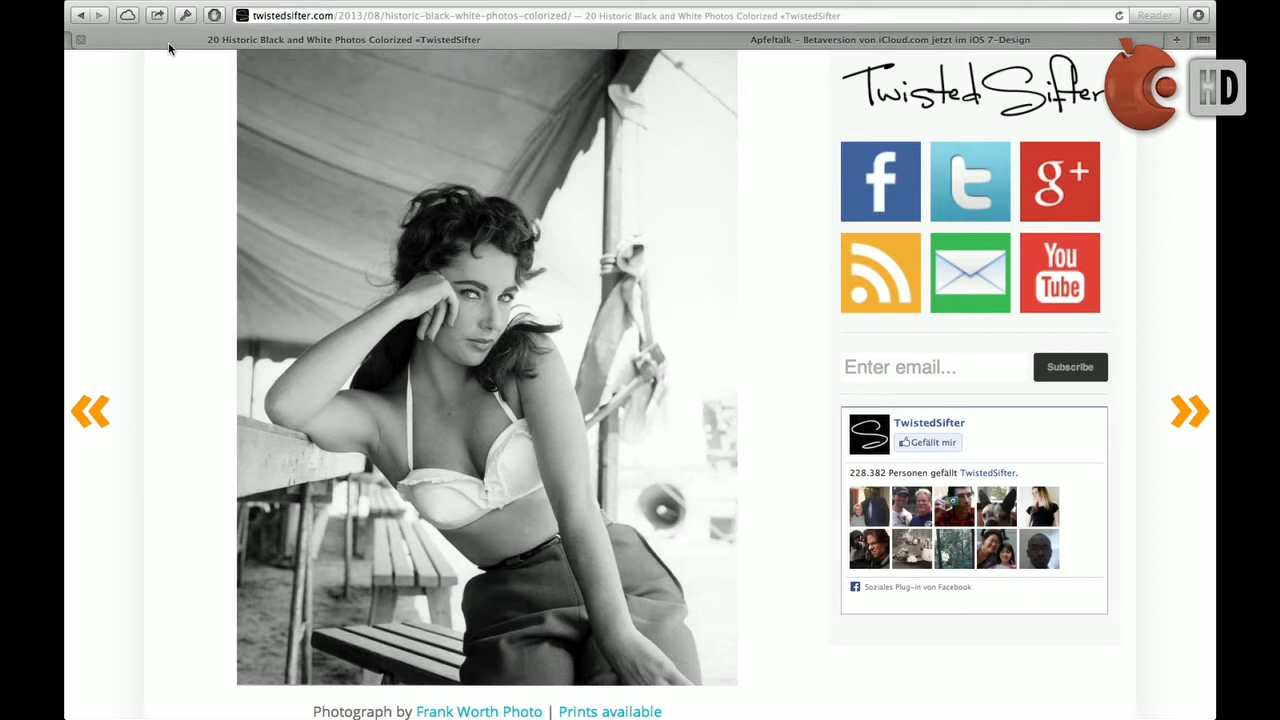 twistedsifter.com/2013/08/historic-black-white-photos-colorized/ — 20 Historic Black and White Photos Colorized «TwistedSifter
Reader
20 Historic Black and White Photos Colorized «TwistedSifter
Apfeltalk – Betaversion von iCloud.com jetzt im iOS 7-Design
TwistedSifter
HD
f
t
g+
You
Tube
Enter email...
Subscribe
TwistedSifter
Gefällt mir
228.382 Personen gefällt TwistedSifter.
Soziales Plug-in von Facebook
Photograph by Frank Worth Photo | Prints available